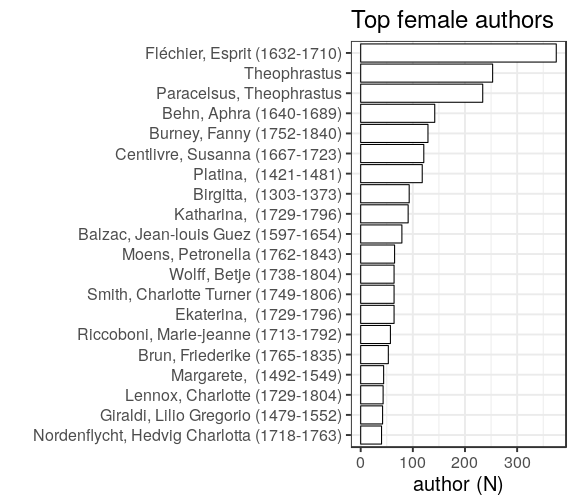 Top female authors
Fléchier, Esprit (1632-1710)
Theophrastus
Paracelsus, Theophrastus
Behn, Aphra (1640-1689)
Burney, Fanny (1752-1840)
Centlivre, Susanna (1667-1723)
Platina,  (1421-1481)
Birgitta,  (1303-1373)
Katharina,  (1729-1796)
Balzac, Jean-louis Guez (1597-1654)
Moens, Petronella (1762-1843)
Wolff, Betje (1738-1804)
Smith, Charlotte Turner (1749-1806)
Ekaterina,  (1729-1796)
Riccoboni, Marie-jeanne (1713-1792)
Brun, Friederike (1765-1835)
Margarete,  (1492-1549)
Lennox, Charlotte (1729-1804)
Giraldi, Lilio Gregorio (1479-1552)
Nordenflycht, Hedvig Charlotta (1718-1763)
0 100 200 300
author (N)